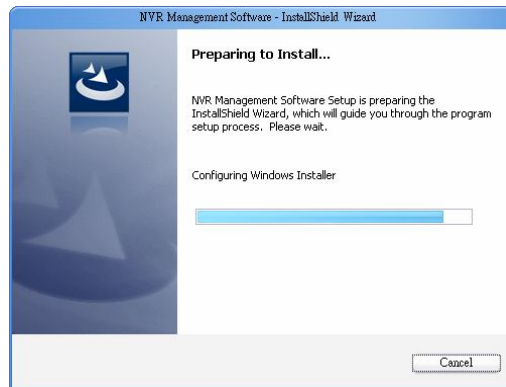 NVR Management Software - InstallShield Wizard
Preparing to Install...
NVR Management Software Setup is preparing the
InstallShield Wizard, which will guide you through the program
setup process. Please wait.
Configuring Windows Installer
Cancel